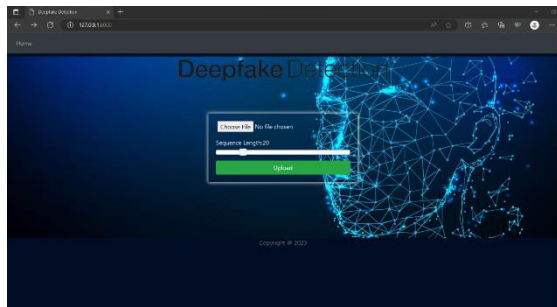 Deepfake Detection
127.0.0.1:8000
Home
Deepfake Detection
Choose File No file chosen
Sequence Length:20
Upload
Copyright @ 2023